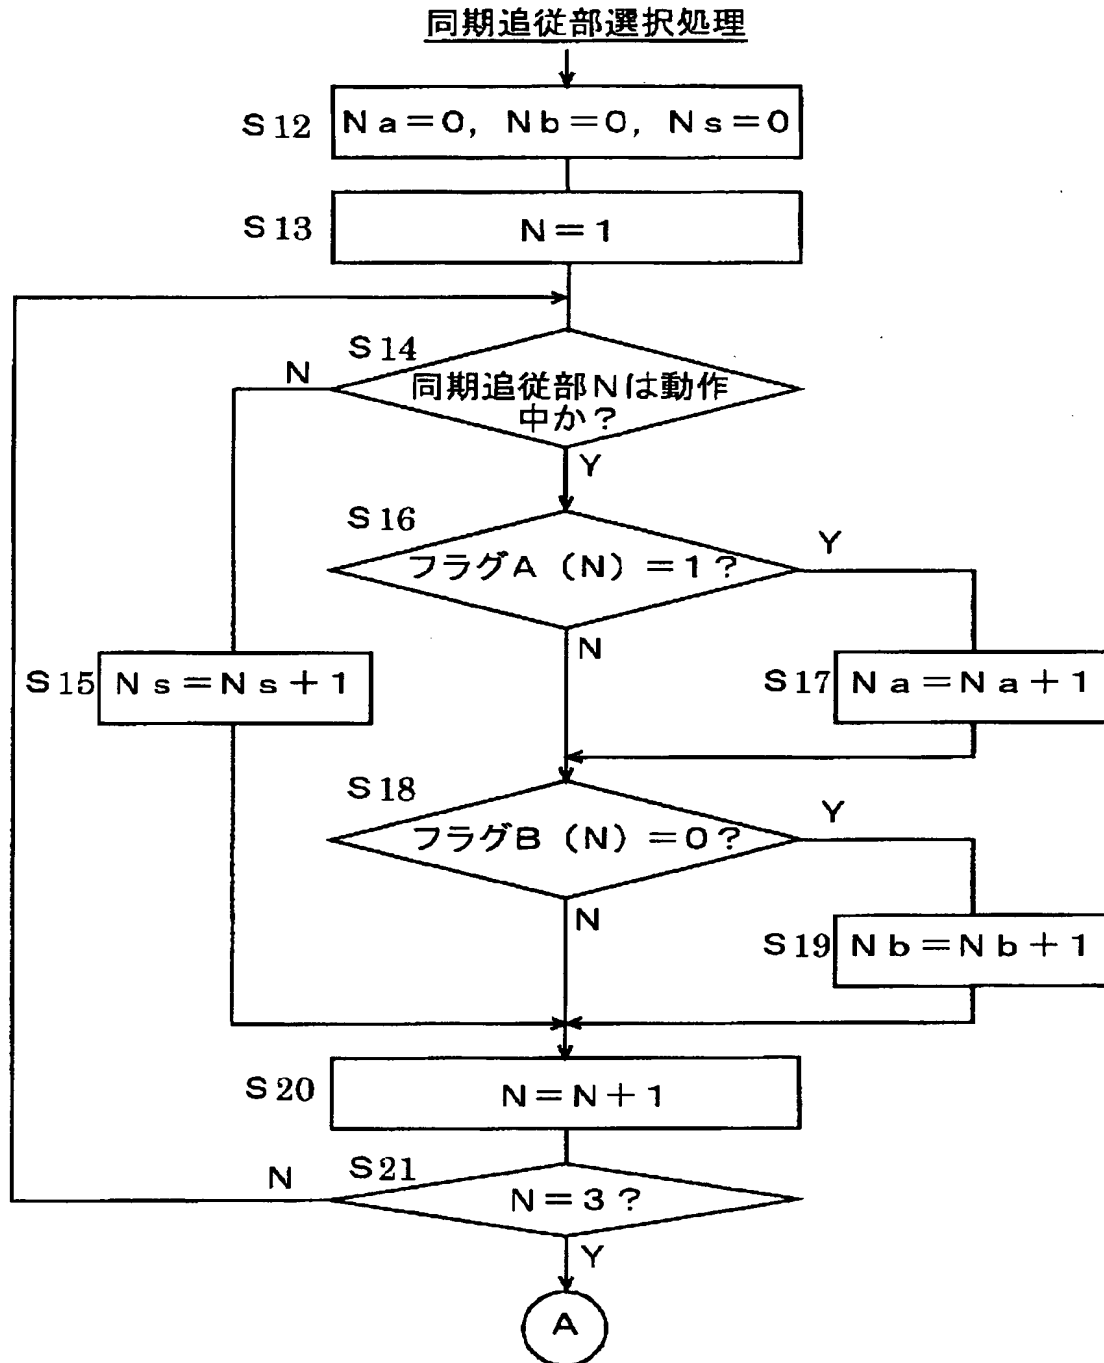 同期追従部選択処理
S12
Na=0, Nb=0, Ns=0
S13
N=1
S14
N
同期追従部Nは動作
中か?
Y
S16
フラグA(N)=1?
Y
N
S15
Ns=Ns+1
S17
Na=Na+1
S18
フラグB(N)=0?
Y
N
S19
Nb=Nb+1
S20
N=N+1
S21
N
N=3?
Y
A